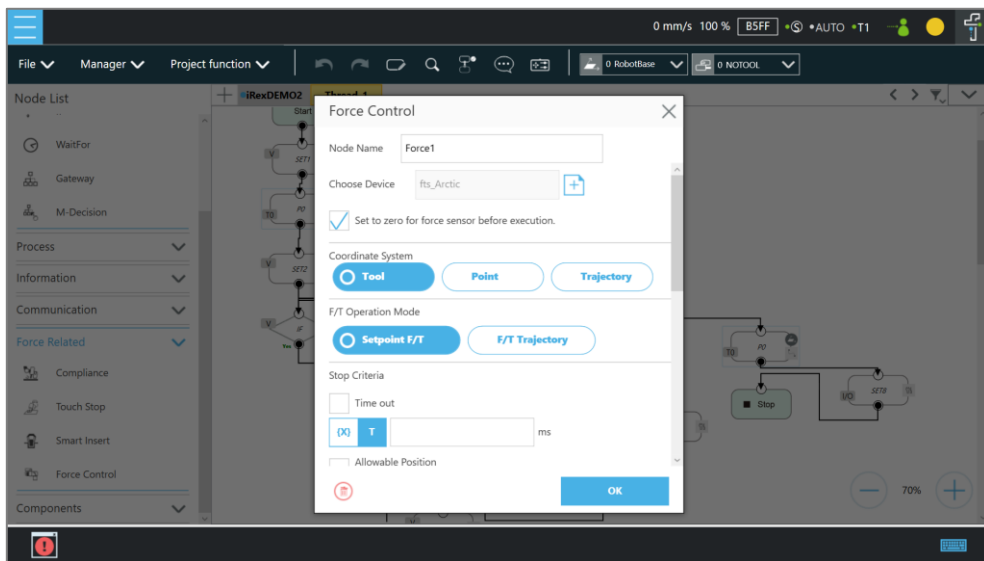 0 mm/s 100 % B5FF •Ⓢ •AUTO •T1
File Manager Project function 0 RobotBase 0 NOTOOL
Node List
iRexDEMO2 Thread_1
WaitFor
Gateway
M-Decision
Process
Information
Communication
Force Related
Compliance
Touch Stop
Smart Insert
Force Control
Components
Start
V SET1
T0 P0
V SET2
V IF
Yes
Force Control
Node Name Force1
Choose Device fts_Arctic
Set to zero for force sensor before execution.
Coordinate System
Tool Point Trajectory
F/T Operation Mode
Setpoint F/T F/T Trajectory
Stop Criteria
Time out
{X} T ms
Allowable Position
OK
T0 P0
Stop
I/O SET8
70%